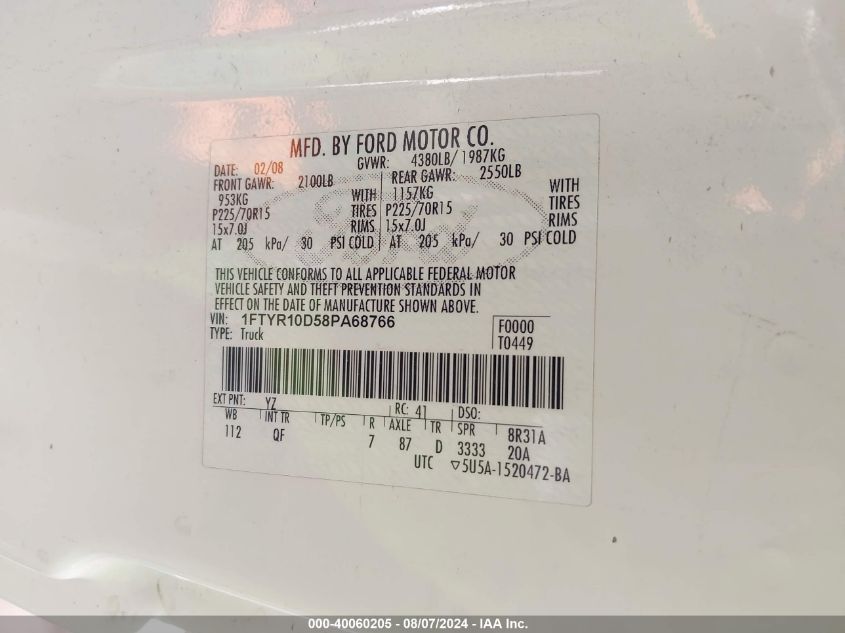 MFD. BY FORD MOTOR CO.
DATE: 02/08 GVWR: 4380LB/ 1987KG
FRONT GAWR: 2100LB REAR GAWR: 2550LB
953KG WITH 1157KG WITH
P225/70R15 TIRES P225/70R15 TIRES
15x7.0J RIMS 15x7.0J RIMS
AT 205 kPa/ 30 PSI COLD AT 205 kPa/ 30 PSI COLD
Ford
THIS VEHICLE CONFORMS TO ALL APPLICABLE FEDERAL MOTOR
VEHICLE SAFETY AND THEFT PREVENTION STANDARDS IN
EFFECT ON THE DATE OF MANUFACTURE SHOWN ABOVE.
VIN: 1FTYR10D58PA68766 F0000
TYPE: Truck T0449
EXT PNT: YZ RC: 41 DSO:
WB INT TR TP/PS R AXLE TR SPR 8R31A
112 QF 7 87 D 3333 20A
UTC ▽5U5A-1520472-BA
000-40060205 - 08/07/2024 - IAA Inc.